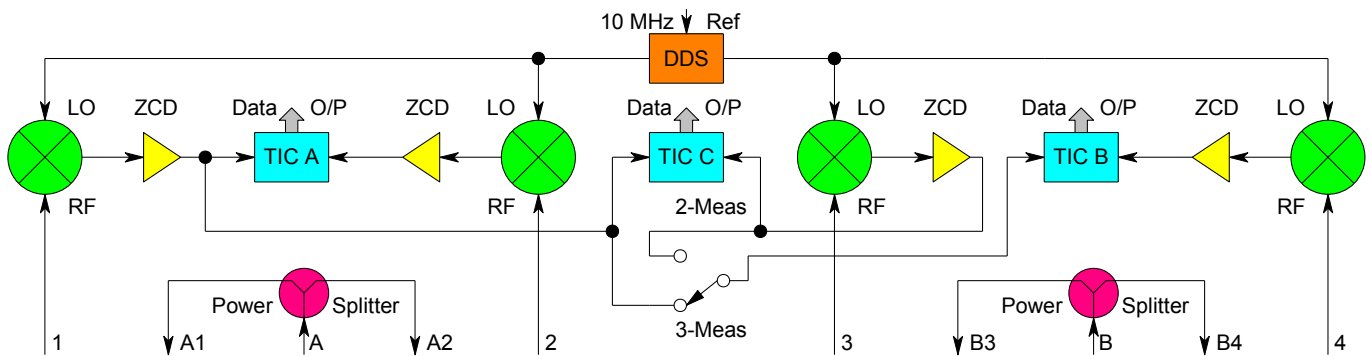 10 MHz Ref
DDS
LO ZCD Data O/P ZCD LO Data O/P LO ZCD Data O/P ZCD LO
TIC A TIC C TIC B
RF RF 2-Meas RF RF
Power Splitter Power Splitter
3-Meas
1 A1 A A2 2 3 B3 B B4 4